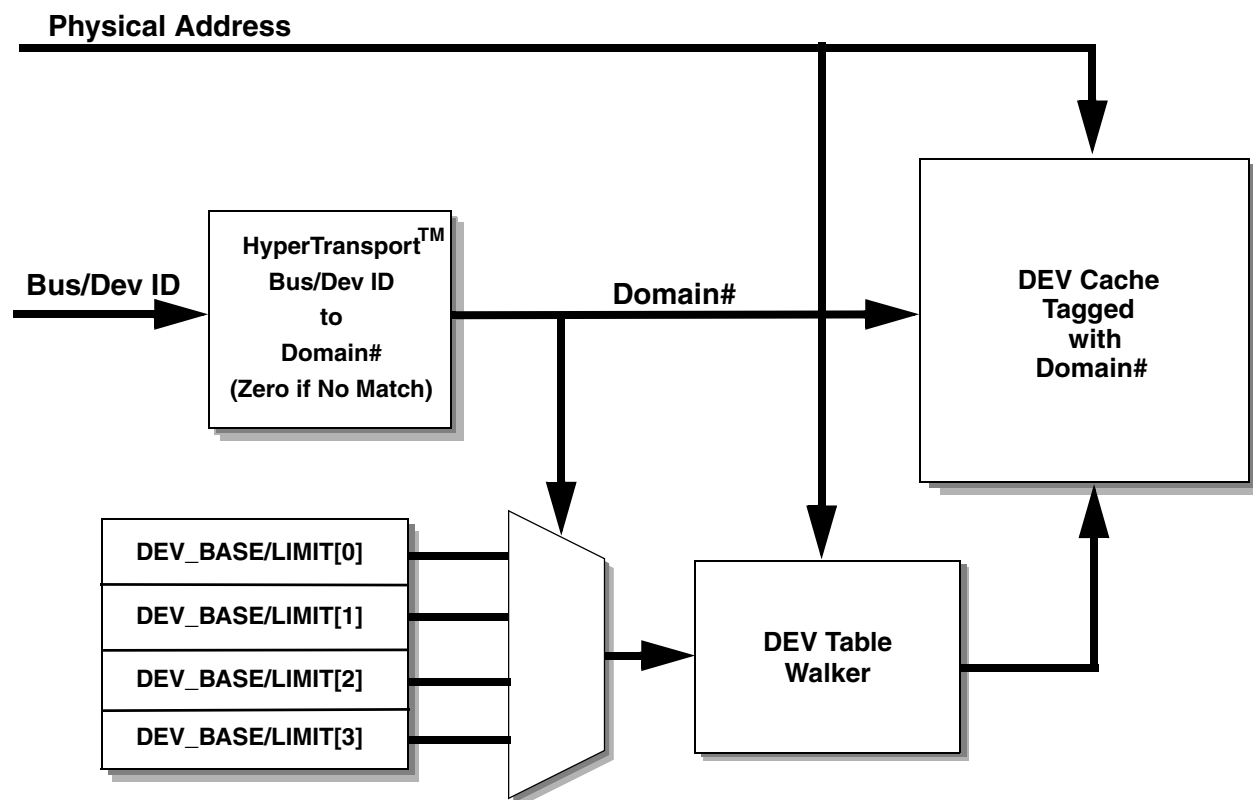 Physical Address
Bus/Dev ID
HyperTransport™
Bus/Dev ID
to
Domain#
(Zero if No Match)
Domain#
DEV Cache
Tagged
with
Domain#
DEV_BASE/LIMIT[0]
DEV_BASE/LIMIT[1]
DEV_BASE/LIMIT[2]
DEV_BASE/LIMIT[3]
DEV Table
Walker